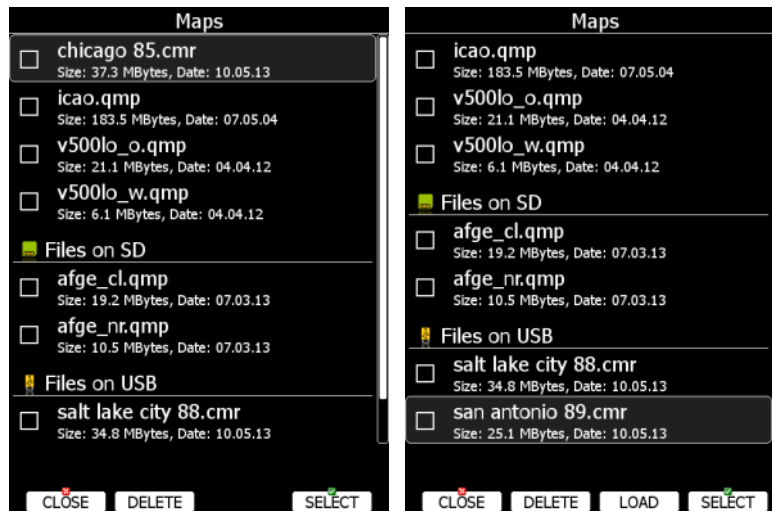 Maps
chicago 85.cmr
Size: 37.3 MBytes, Date: 10.05.13
icao.qmp
Size: 183.5 MBytes, Date: 07.05.04
v500lo_o.qmp
Size: 21.1 MBytes, Date: 04.04.12
v500lo_w.qmp
Size: 6.1 MBytes, Date: 04.04.12
Files on SD
afge_cl.qmp
Size: 19.2 MBytes, Date: 07.03.13
afge_nr.qmp
Size: 10.5 MBytes, Date: 07.03.13
Files on USB
salt lake city 88.cmr
Size: 34.8 MBytes, Date: 10.05.13
CLOSE DELETE SELECT
Maps
icao.qmp
Size: 183.5 MBytes, Date: 07.05.04
v500lo_o.qmp
Size: 21.1 MBytes, Date: 04.04.12
v500lo_w.qmp
Size: 6.1 MBytes, Date: 04.04.12
Files on SD
afge_cl.qmp
Size: 19.2 MBytes, Date: 07.03.13
afge_nr.qmp
Size: 10.5 MBytes, Date: 07.03.13
Files on USB
salt lake city 88.cmr
Size: 34.8 MBytes, Date: 10.05.13
san antonio 89.cmr
Size: 25.1 MBytes, Date: 10.05.13
CLOSE DELETE LOAD SELECT